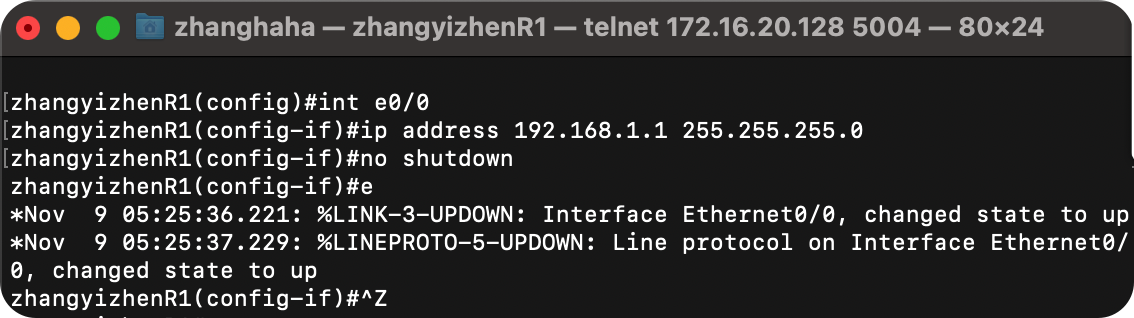 zhanghaha — zhangyizhenR1 — telnet 172.16.20.128 5004 — 80×24
[zhangyizhenR1(config)#int e0/0
[zhangyizhenR1(config-if)#ip address 192.168.1.1 255.255.255.0
[zhangyizhenR1(config-if)#no shutdown
zhangyizhenR1(config-if)#e
*Nov  9 05:25:36.221: %LINK-3-UPDOWN: Interface Ethernet0/0, changed state to up
*Nov  9 05:25:37.229: %LINEPROTO-5-UPDOWN: Line protocol on Interface Ethernet0/
0, changed state to up
zhangyizhenR1(config-if)#^Z